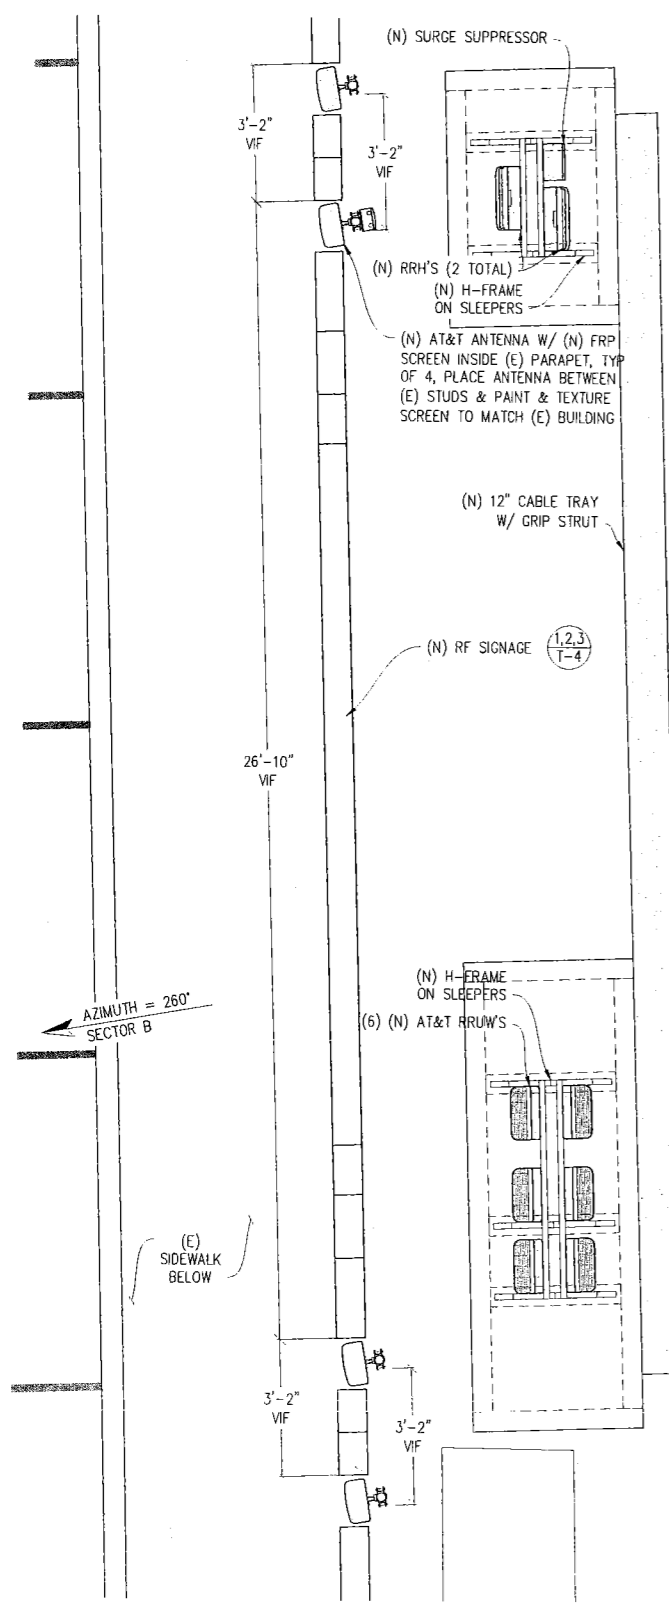 (N) SURGE SUPPRESSOR
3'-2"
VIF
3'-2"
VIF
(N) RRH'S (2 TOTAL)
(N) H-FRAME
ON SLEEPERS
(N) AT&T ANTENNA W/ (N) FRP
SCREEN INSIDE (E) PARAPET, TYP
OF 4, PLACE ANTENNA BETWEEN
(E) STUDS & PAINT & TEXTURE
SCREEN TO MATCH (E) BUILDING
(N) 12" CABLE TRAY
W/ GRIP STRUT
(N) RF SIGNAGE
1,2,3
T-4
26'-10"
VIF
(N) H-FRAME
ON SLEEPERS
AZIMUTH = 260°
SECTOR B
(6) (N) AT&T RRUW'S
(E)
SIDEWALK
BELOW
3'-2"
VIF
3'-2"
VIF